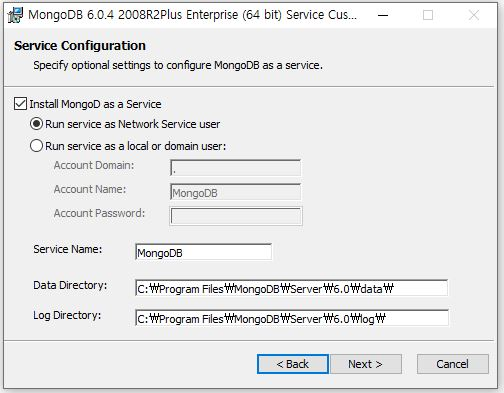 MongoDB 6.0.4 2008R2Plus Enterprise (64 bit) Service Cus...
Service Configuration
Specify optional settings to configure MongoDB as a service.
Install MongoD as a Service
Run service as Network Service user
Run service as a local or domain user:
Account Domain: .
Account Name: MongoDB
Account Password:
Service Name: MongoDB
Data Directory: C:₩Program Files₩MongoDB₩Server₩6.0₩data₩
Log Directory: C:₩Program Files₩MongoDB₩Server₩6.0₩log₩
< Back Next > Cancel